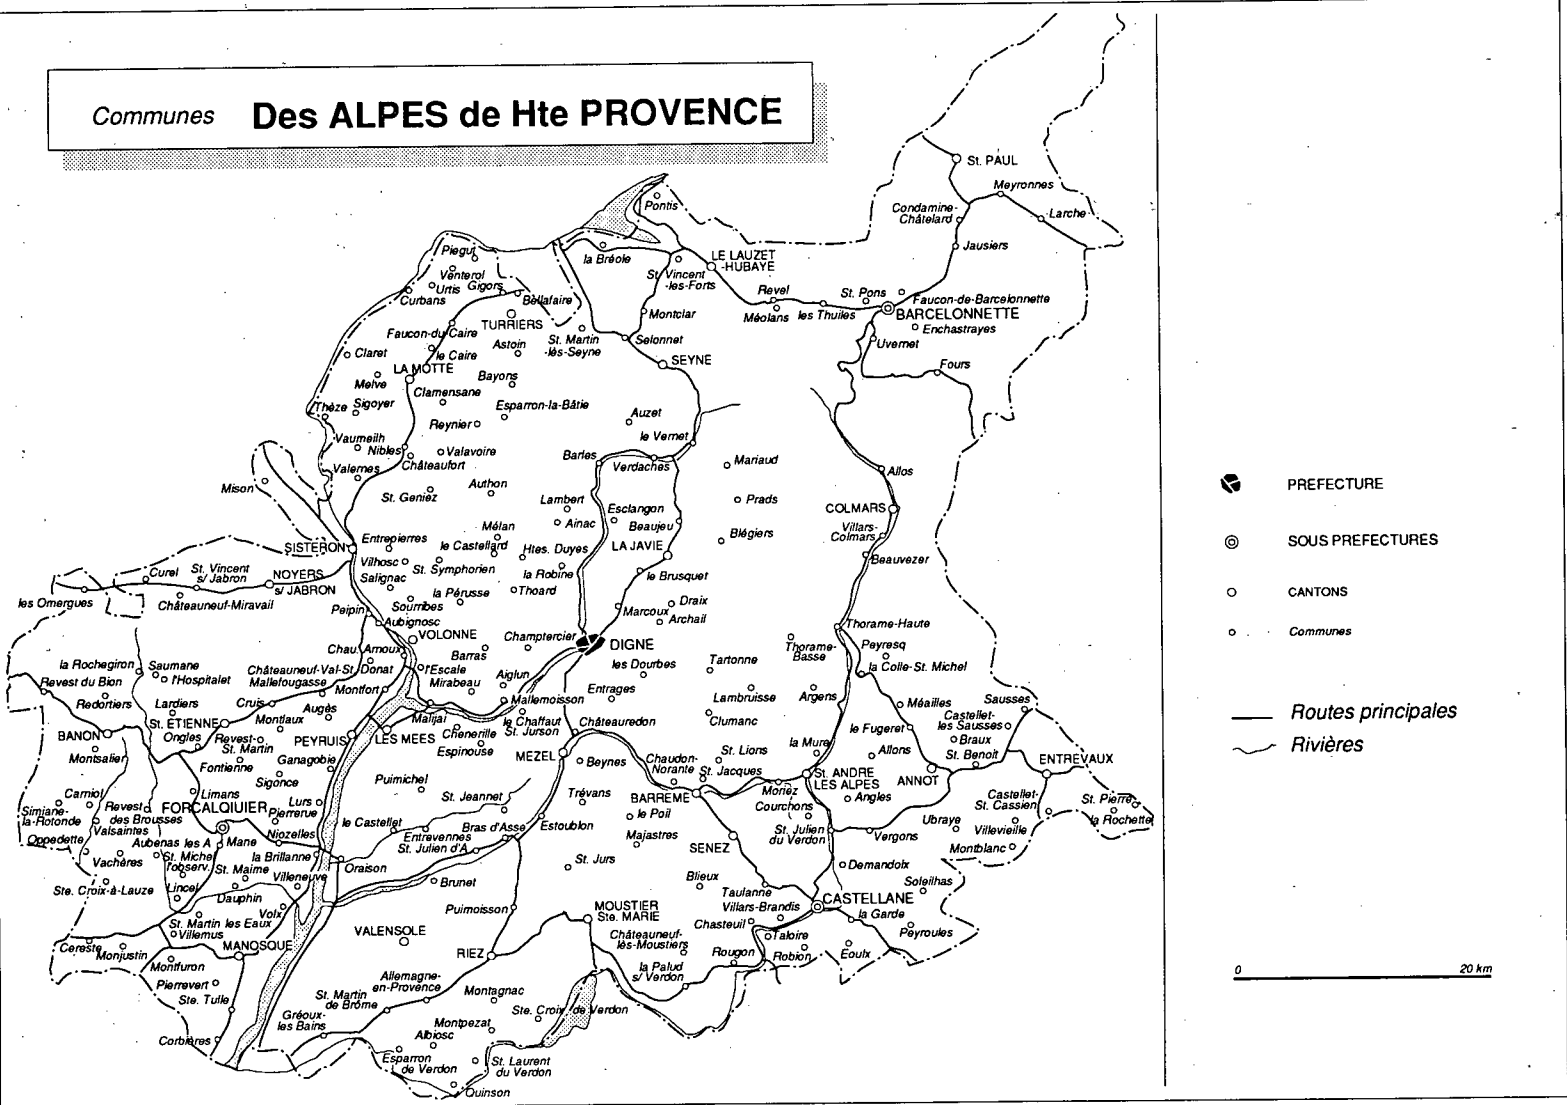 Communes Des ALPES de Hte PROVENCE
St. PAUL
Meyronnes
Condamine-
Châtelard
Larche
Jausiers
Pontis
la Bréole
LE LAUZET
-HUBAYE
St. Vincent
-les-Forts
Piegut
Venterol
Urtis
Gigors
Curbans
Bellafaire
TURRIERS
Revel
Méolans
les Thuiles
St. Pons
Faucon-de-Barcelonnette
BARCELONNETTE
Enchastrayes
Uvernet
Fours
Montclar
Selonnet
SEYNE
St. Martin
-lès-Seyne
Faucon-du Caire
Astoin
le Caire
Claret
LA MOTTE
Melve
Bayons
Clamensane
Thèze
Sigoyer
Esparron-la-Bâtie
Reynier
Auzet
le Vernet
Vaumeilh
Nibles
Valavoire
Châteaufort
Barles
Verdaches
Mariaud
Allos
Valernes
Mison
St. Geniez
Authon
Lambert
Esclangon
Prads
COLMARS
Villars-
Colmars
Ainac
Beaujeu
Blégiers
Beauvezer
SISTERON
Entrepierres
Mélan
le Castellard
Htes. Duyes
LA JAVIE
Vilhosc
St. Symphorien
la Robine
le Brusquet
Curel
St. Vincent
s/ Jabron
NOYERS
s/ JABRON
Salignac
la Pérusse
Thoard
les Omergues
Châteauneuf-Miravail
Peipin
Sourribes
Marcoux
Draix
Archail
Aubignosc
VOLONNE
Champtercier
DIGNE
Thorame-Haute
Thorame-
Basse
Peyresq
la Colle-St. Michel
Chau. Arnoux
Barras
les Dourbes
Tartonne
la Rochegiron
Saumane
l'Hospitalet
Châteauneuf-Val-St. Donat
Mallefougasse
l'Escale
Mirabeau
Aiglun
Revest du Bion
Redortiers
Lardiers
Cruis
Montfort
Mallemoisson
Entrages
Lambruisse
Argens
Méailles
Sausses
St. ETIENNE
Montlaux
Augès
Malijai
le Chaffaut
St. Jurson
Châteauredon
Clumanc
le Fugeret
Castellet-
les Sausses
BANON
Ongles
Revest-
St. Martin
PEYRUIS
LES MEES
Chenerille
Espinouse
MEZEL
Beynes
Chaudon-
Norante
St. Lions
la Mure
Allons
Braux
St. Benoit
ENTREVAUX
Montsalier
Fontienne
Ganagobie
St. Jacques
St. ANDRE
LES ALPES
ANNOT
Sigonce
Puimichel
Moriez
Carniol
Limans
FORCALQIUIER
Lurs
Pierrerue
St. Jeannet
Trévans
BARREME
Courchons
Angles
Castellet-
St. Cassien
St. Pierre
la Rochette
Simiane-
la-Rotonde
Revest
des Brousses
Valsaintes
le Castellet
le Poil
Oppedette
Aubenas les A
Mane
Niozelles
Entrevennes
Bras d'Asse
Estoublon
Majastres
St. Julien
du Verdon
Vergons
Ubraye
Villevieille
Vachères
St. Michel
l'observ.
la Brillanne
St. Julien d'A
SENEZ
Montblanc
St. Maime
Villeneuve
Oraison
St. Jurs
Demandolx
Ste. Croix-à-Lauze
Lincel
Dauphin
Brunet
Blieux
Taulanne
Soleilhas
Volx
Puimoisson
MOUSTIER
Ste. MARIE
Villars-Brandis
CASTELLANE
St. Martin les Eaux
Villemus
VALENSOLE
Chasteuil
la Garde
Cereste
Monjustin
MANOSQUE
RIEZ
Châteauneuf-
lès-Moustiers
Taloire
Peyroules
Montfuron
Rougon
Robion
Eoulx
la Palud
s/ Verdon
Pierrevert
Ste. Tulle
Allemagne-
en-Provence
St. Martin
de Brôme
Montagnac
Ste. Croix de Verdon
Gréoux-
les Bains
Montpezat
Albiosc
Corbières
Esparron
de Verdon
St. Laurent
du Verdon
Quinson
PREFECTURE
SOUS PREFECTURES
CANTONS
Communes
Routes principales
Rivières
0 20 km